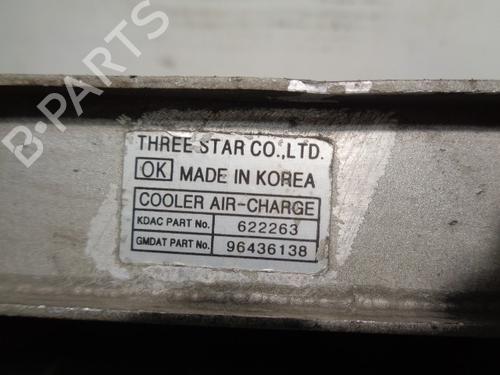 B-PARTS
THREE STAR CO.,LTD.
OK MADE IN KOREA
COOLER AIR-CHARGE
KDAC PART No. 622263
GMDAT PART No. 96436138